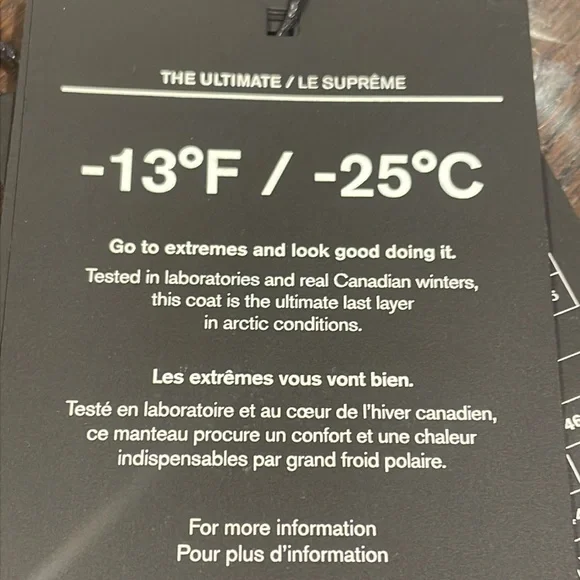 THE ULTIMATE / LE SUPRÊME
-13°F / -25°C
Go to extremes and look good doing it.
Tested in laboratories and real Canadian winters,
this coat is the ultimate last layer
in arctic conditions.
Les extrêmes vous vont bien.
Testé en laboratoire et au cœur de l'hiver canadien,
ce manteau procure un confort et une chaleur
indispensables par grand froid polaire.
For more information
Pour plus d'information